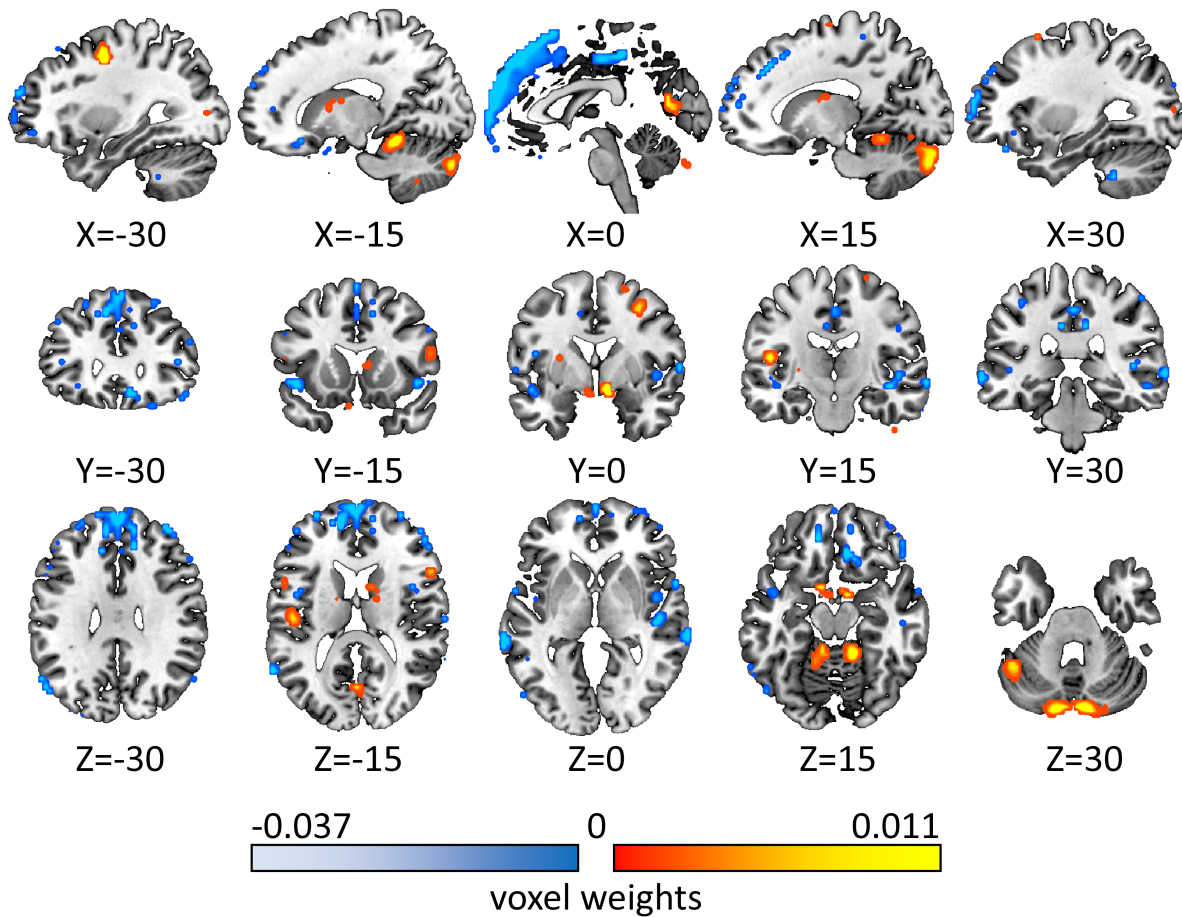 X=-30 X=-15 X=0 X=15 X=30
Y=-30 Y=-15 Y=0 Y=15 Y=30
Z=-30 Z=-15 Z=0 Z=15 Z=30
-0.037 0 0.011
voxel weights